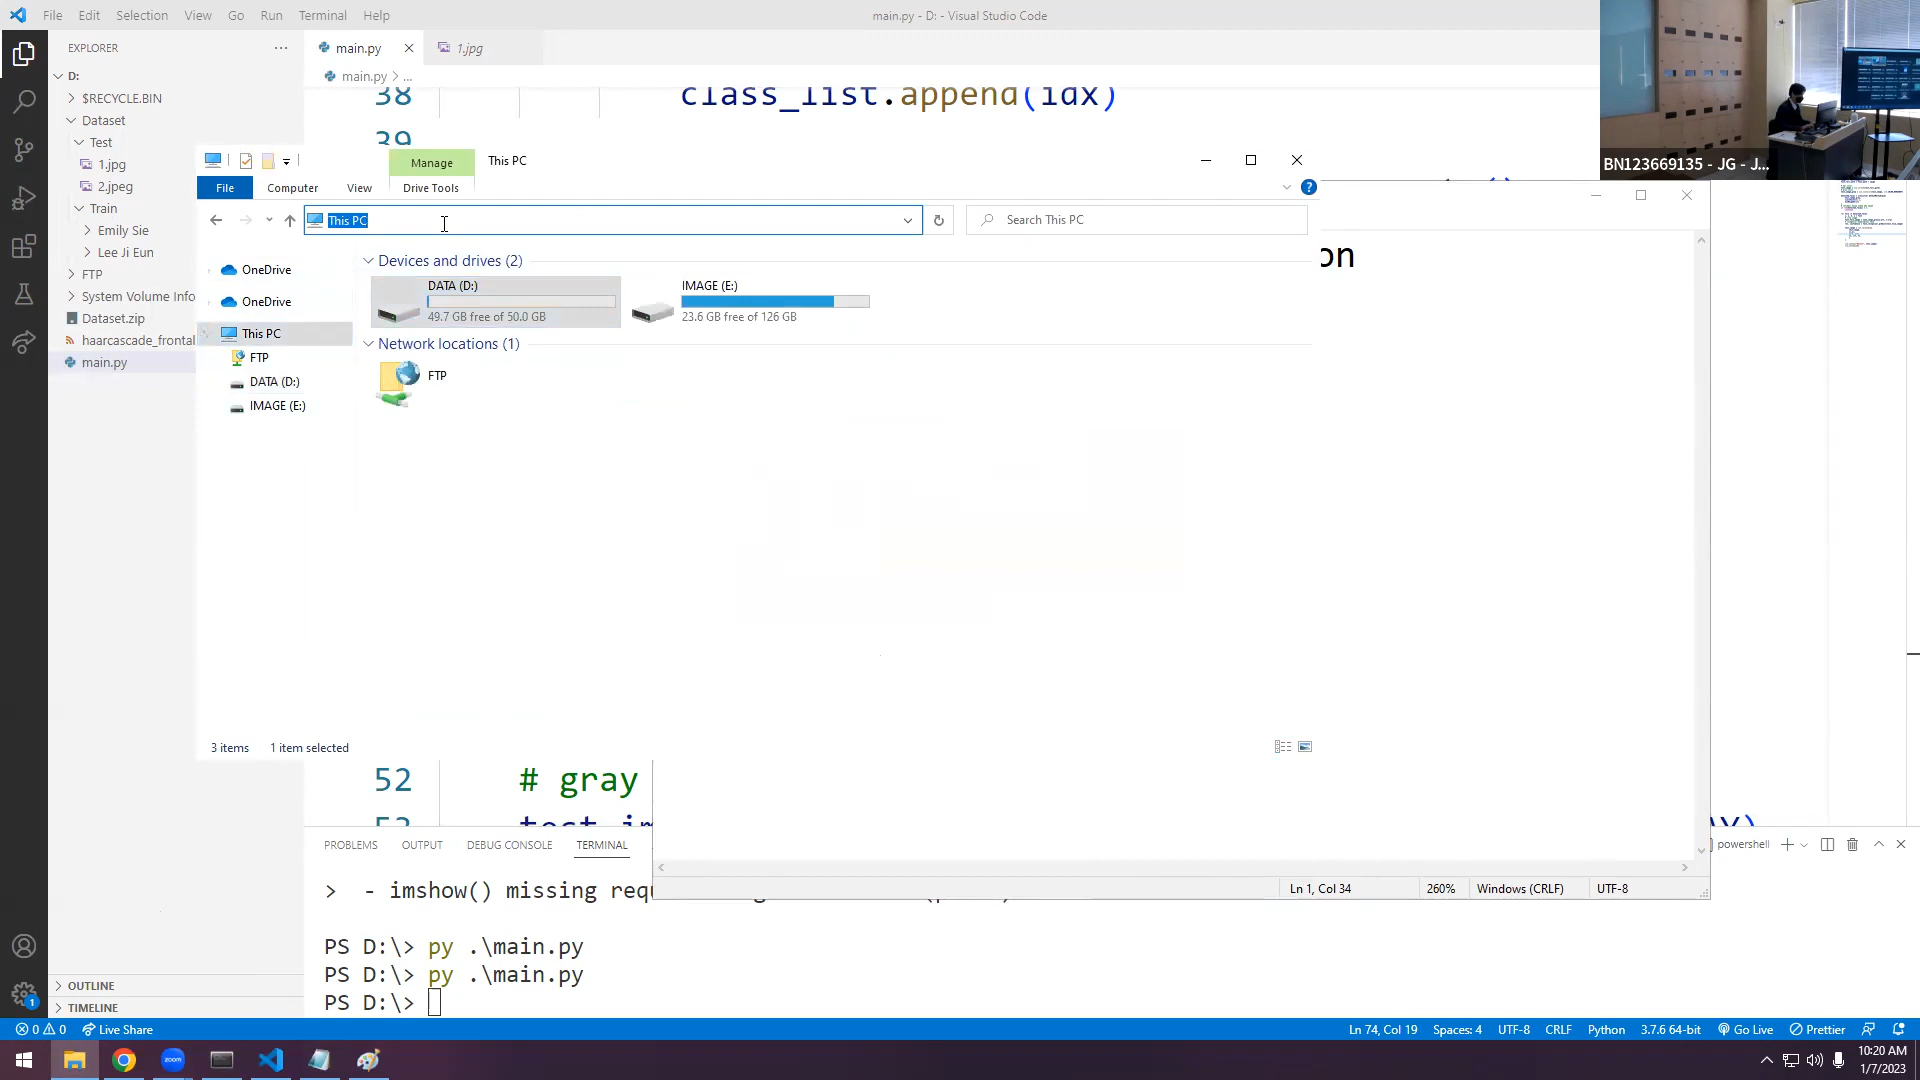 File Edit Selection View Go Run Terminal Help
main.py - D: - Visual Studio Code
EXPLORER
main.py
1.jpg
D:
main.py > ...
$RECYCLE.BIN
38 class_list.append(idx)
Dataset
39
Test
1.jpg
2.jpeg
Train
Emily Sie
Lee Ji Eun
FTP
System Volume Info
Dataset.zip
haarcascade_frontal
main.py
BN123669135 - JG - J...
Manage
This PC
File Computer View Drive Tools
This PC
Search This PC
OneDrive
OneDrive
This PC
FTP
DATA (D:)
IMAGE (E:)
Devices and drives (2)
DATA (D:)
49.7 GB free of 50.0 GB
IMAGE (E:)
23.6 GB free of 126 GB
Network locations (1)
FTP
on
3 items 1 item selected
52 # gray
53
PROBLEMS OUTPUT DEBUG CONSOLE TERMINAL
powershell
> - imshow() missing requ
Ln 1, Col 34 260% Windows (CRLF) UTF-8
PS D:\> py .\main.py
PS D:\> py .\main.py
PS D:\>
OUTLINE
TIMELINE
1
0 0 Live Share
Ln 74, Col 19 Spaces: 4 UTF-8 CRLF Python 3.7.6 64-bit Go Live Prettier
zoom
10:20 AM
1/7/2023